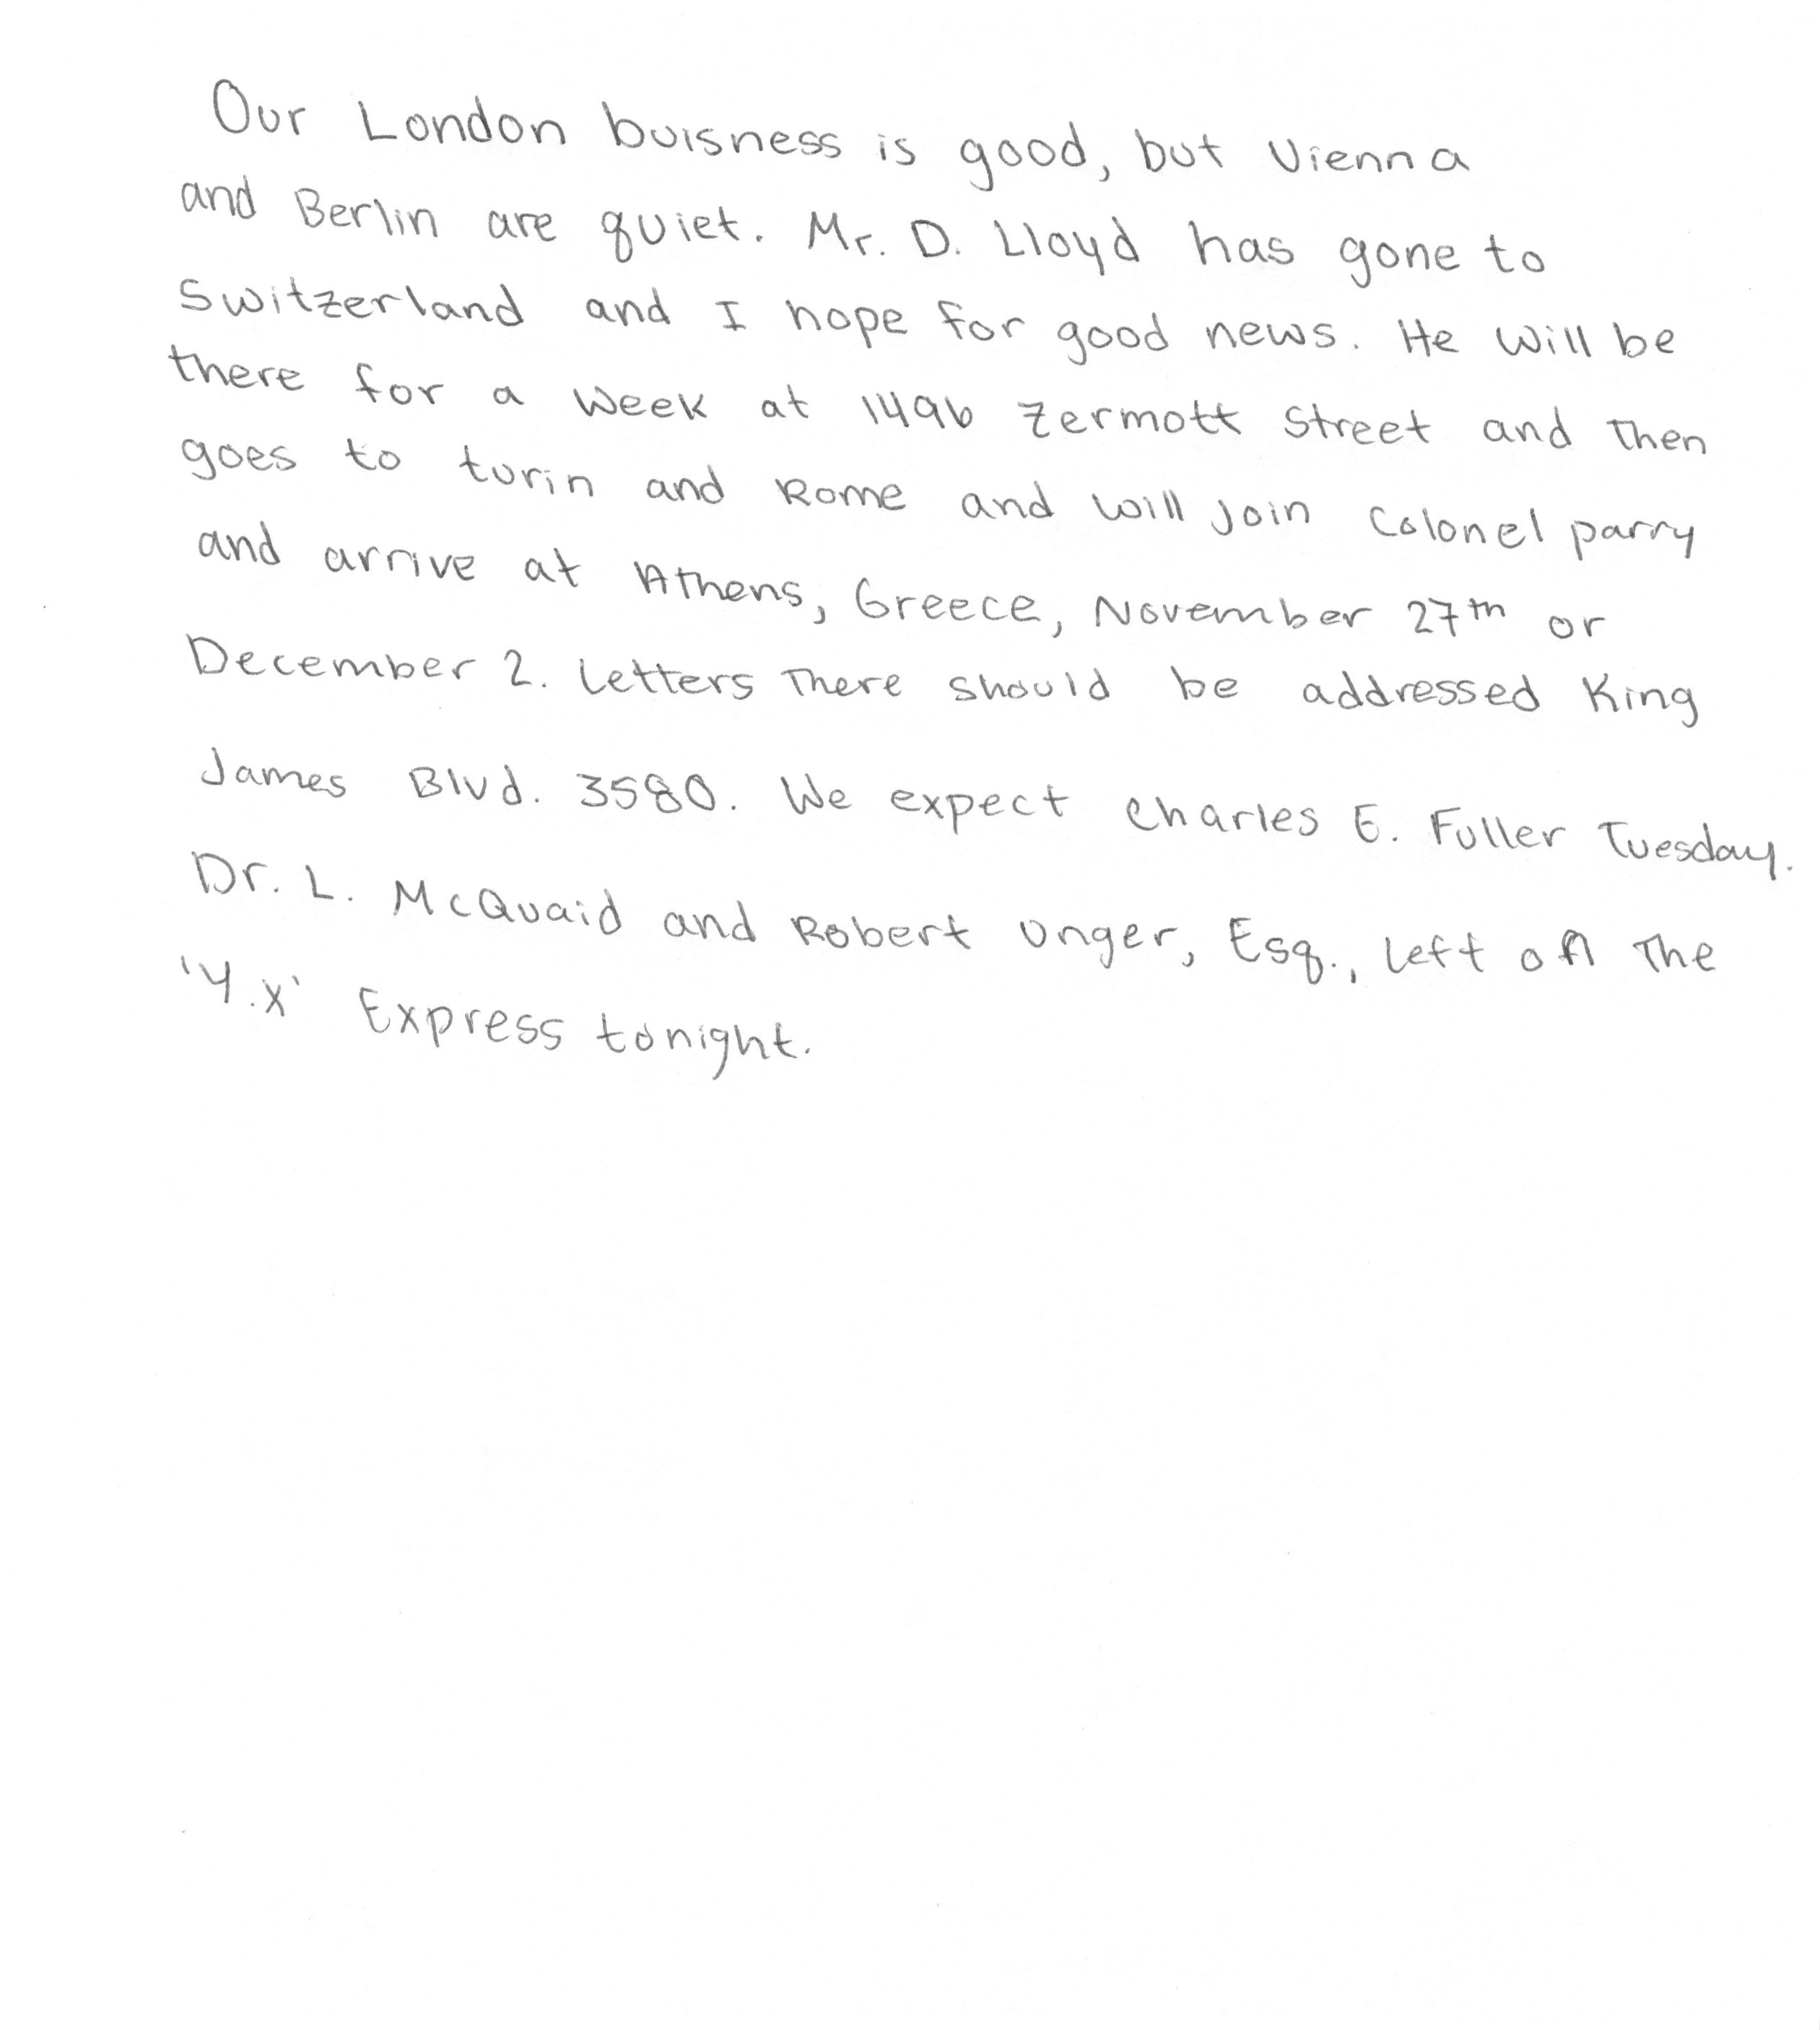 Our London buisness is good, but Vienna
and Berlin are quiet. Mr. D. Lloyd has gone to
Switzerland and I hope for good news. He will be
there for a week at 1496 Zermott Street and then
goes to turin and Rome and will join Colonel parry
and arrive at Athens, Greece, November 27th or
December 2. Letters There should be addressed King
James Blvd. 3580. We expect Charles E. Fuller Tuesday.
Dr. L. McQuaid and Robert Unger, Esq., left on The
'Y.X' Express tonight.